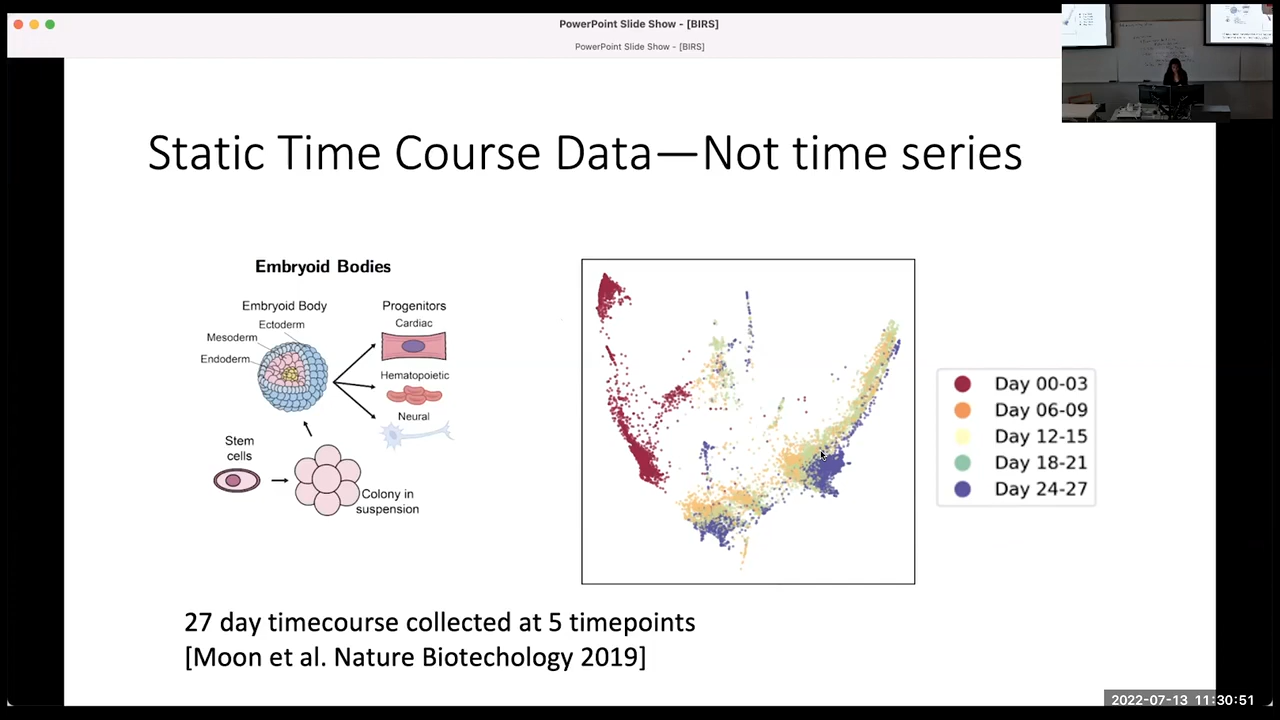 PowerPoint Slide Show - [BIRS]
PowerPoint Slide Show - [BIRS]
Static Time Course Data—Not time series
Embryoid Bodies
Embryoid Body
Progenitors
Ectoderm
Cardiac
Mesoderm
Endoderm
Hematopoietic
Neural
Stem
cells
Colony in
suspension
Day 00-03
Day 06-09
Day 12-15
Day 18-21
Day 24-27
27 day timecourse collected at 5 timepoints
[Moon et al. Nature Biotechology 2019]
2022-07-13 11:30:51